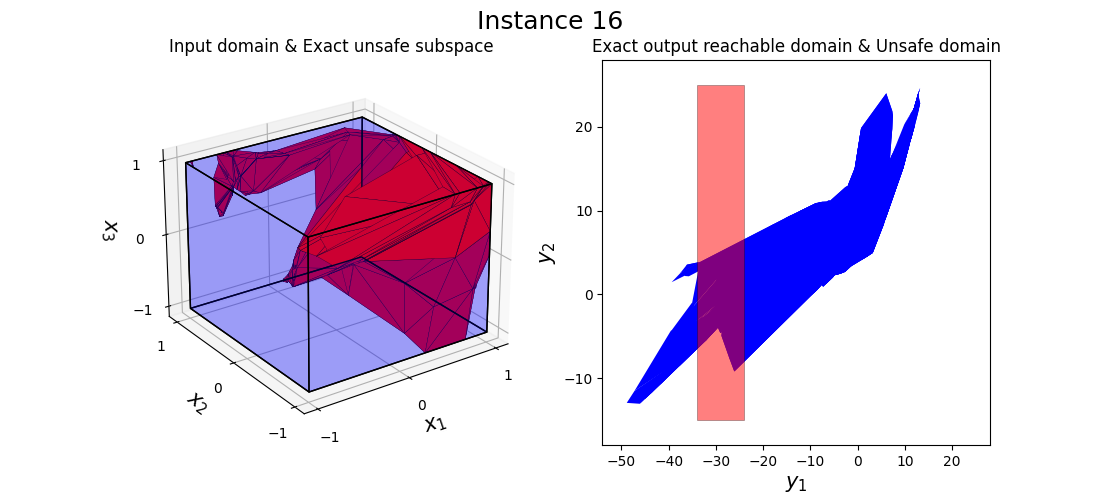 Instance 16
Input domain & Exact unsafe subspace
1
0
−1
x3
1
0
−1
x2
−1
0
1
x1
Exact output reachable domain & Unsafe domain
20
10
0
−10
y2
−50 −40 −30 −20 −10 0 10 20
y1